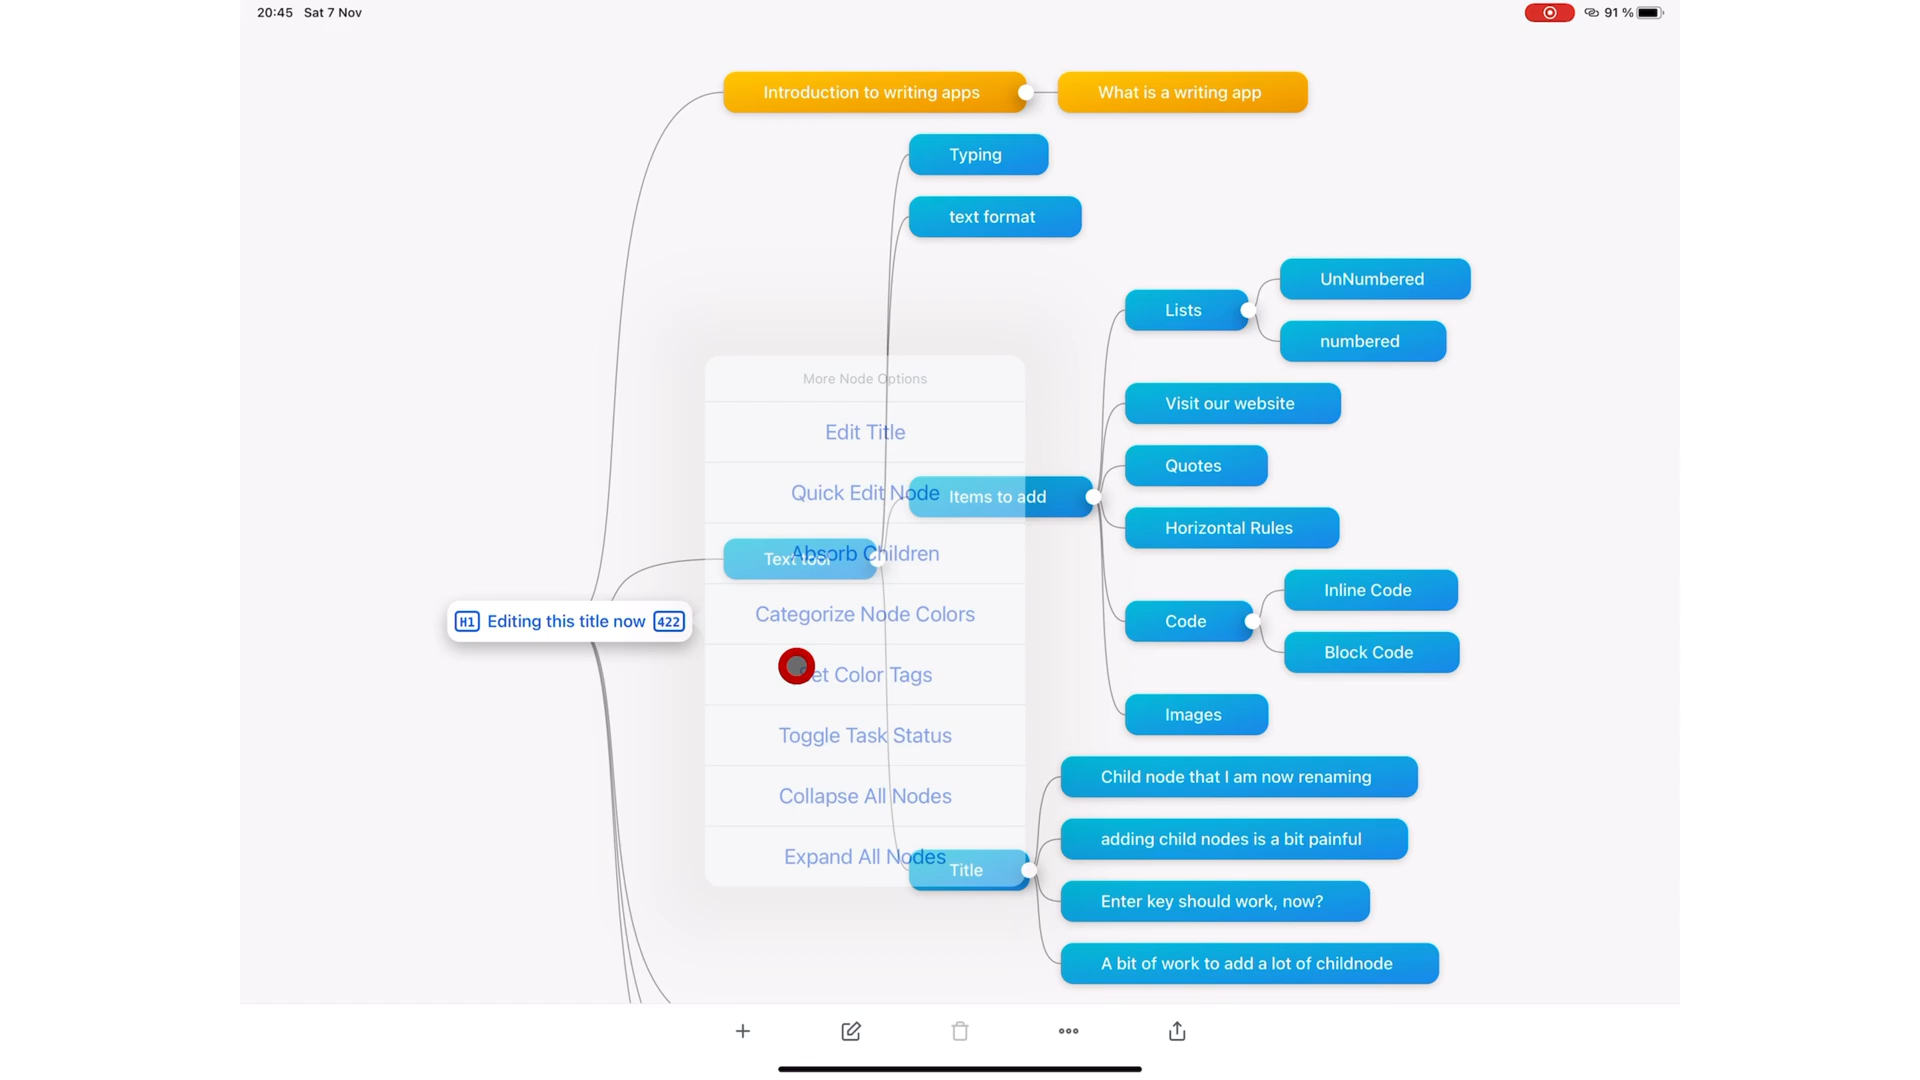 20:45 Sat 7 Nov
91 %
Introduction to writing apps
What is a writing app
Typing
text format
UnNumbered
Lists
numbered
More Node Options
Visit our website
Edit Title
Quotes
Quick Edit Node
Items to add
Horizontal Rules
Absorb Children
Text tool
Inline Code
Categorize Node Colors
H1 Editing this title now 422
Code
Block Code
Set Color Tags
Images
Toggle Task Status
Child node that I am now renaming
Collapse All Nodes
adding child nodes is a bit painful
Expand All Nodes
Title
Enter key should work, now?
A bit of work to add a lot of childnode